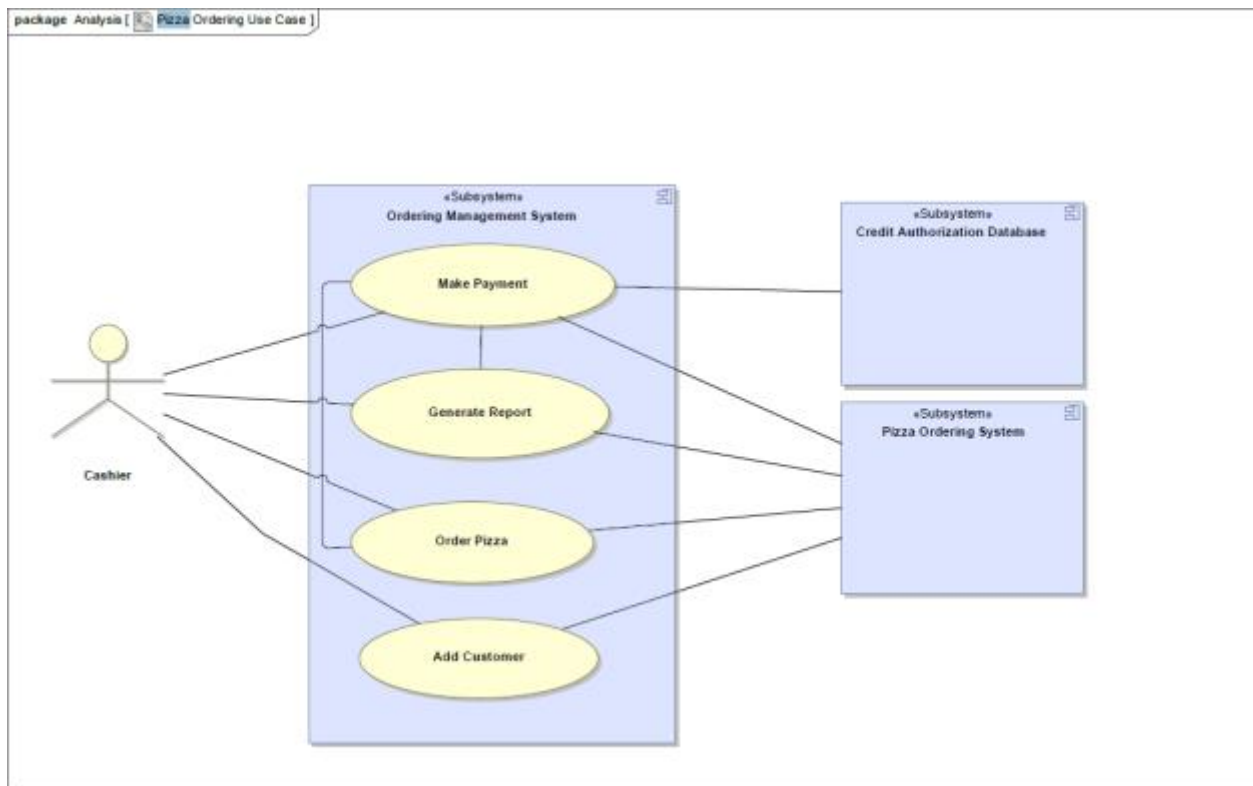 package Analysis [ Pizza Ordering Use Case ]
«Subsystem»
Ordering Management System
Make Payment
Generate Report
Order Pizza
Add Customer
Cashier
«Subsystem»
Credit Authorization Database
«Subsystem»
Pizza Ordering System